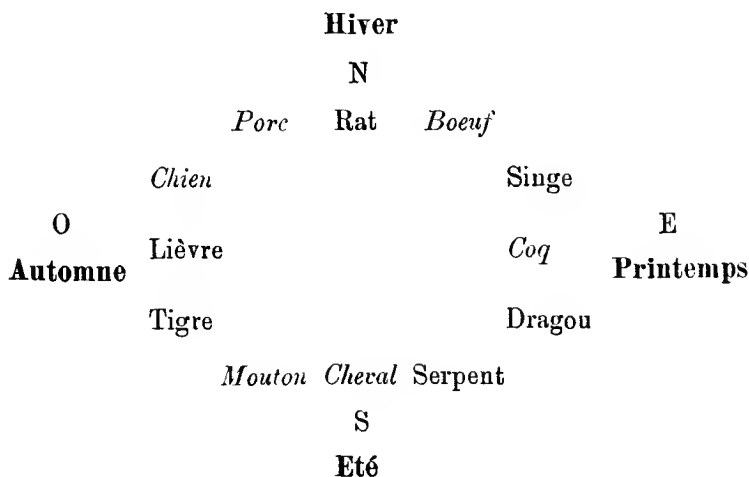 Hiver
N
Porc Rat Boeuf
Chien Singe
O E
Lièvre Coq
Automne Printemps
Tigre Dragou
Mouton Cheval Serpent
S
Eté